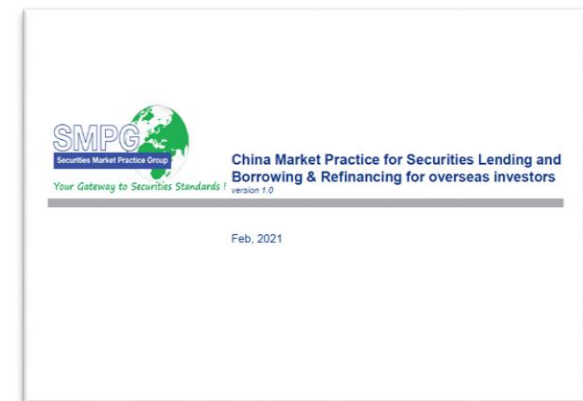 SMPG
Securities Market Practice Group
Your Gateway to Securities Standards !
China Market Practice for Securities Lending and
Borrowing & Refinancing for overseas investors
version 1.0
Feb, 2021